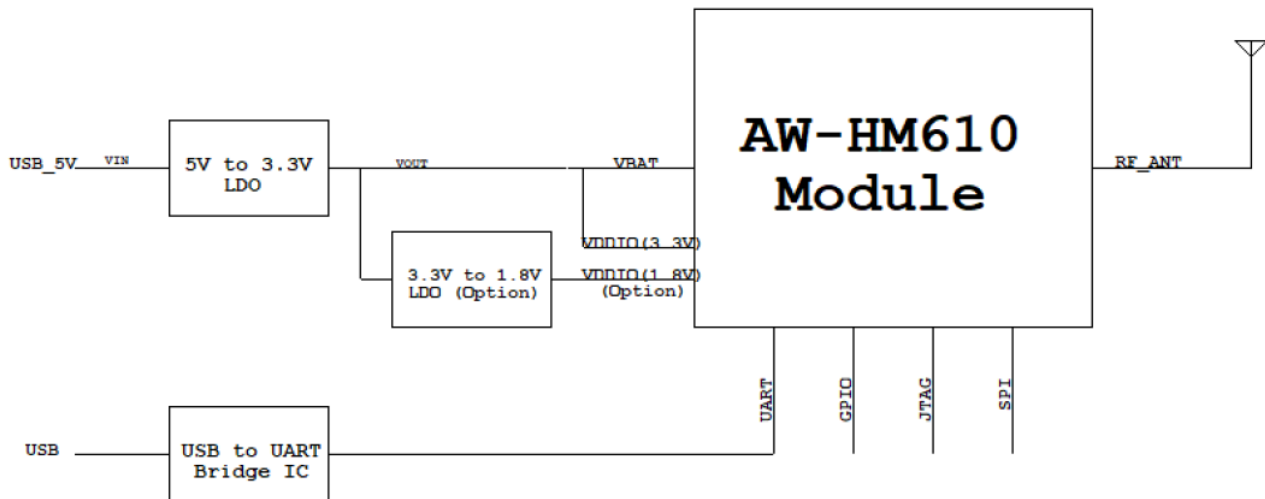 AW-HM610
Module
USB_5V
VIN
5V to 3.3V
LDO
VOUT
VBAT
RF_ANT
VDDIO(3.3V)
3.3V to 1.8V
LDO (Option)
VDDIO(1.8V)
(Option)
UART
GPIO
JTAG
SPI
USB
USB to UART
Bridge IC